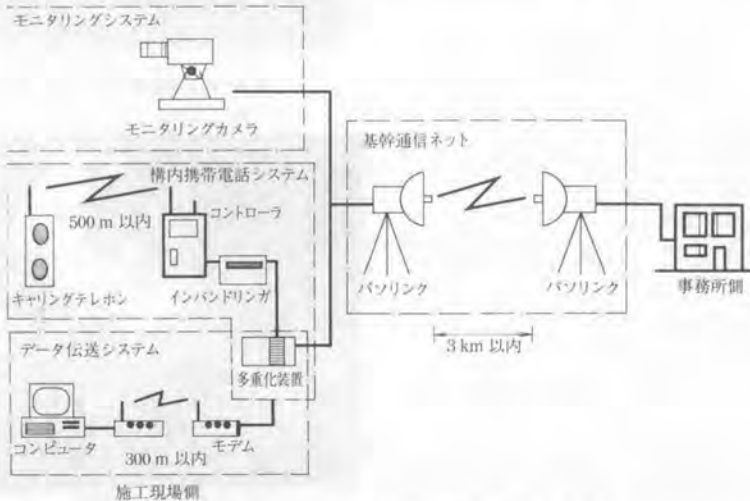 モニタリングシステム
モニタリングカメラ
基幹通信ネット
パソリンク
パソリンク
3 km 以内
事務所側
構内携帯電話システム
500 m 以内
コントローラ
キャリングテレホン
インバンドリンガ
データ伝送システム
多重化装置
コンピュータ
モデム
300 m 以内
施工現場側